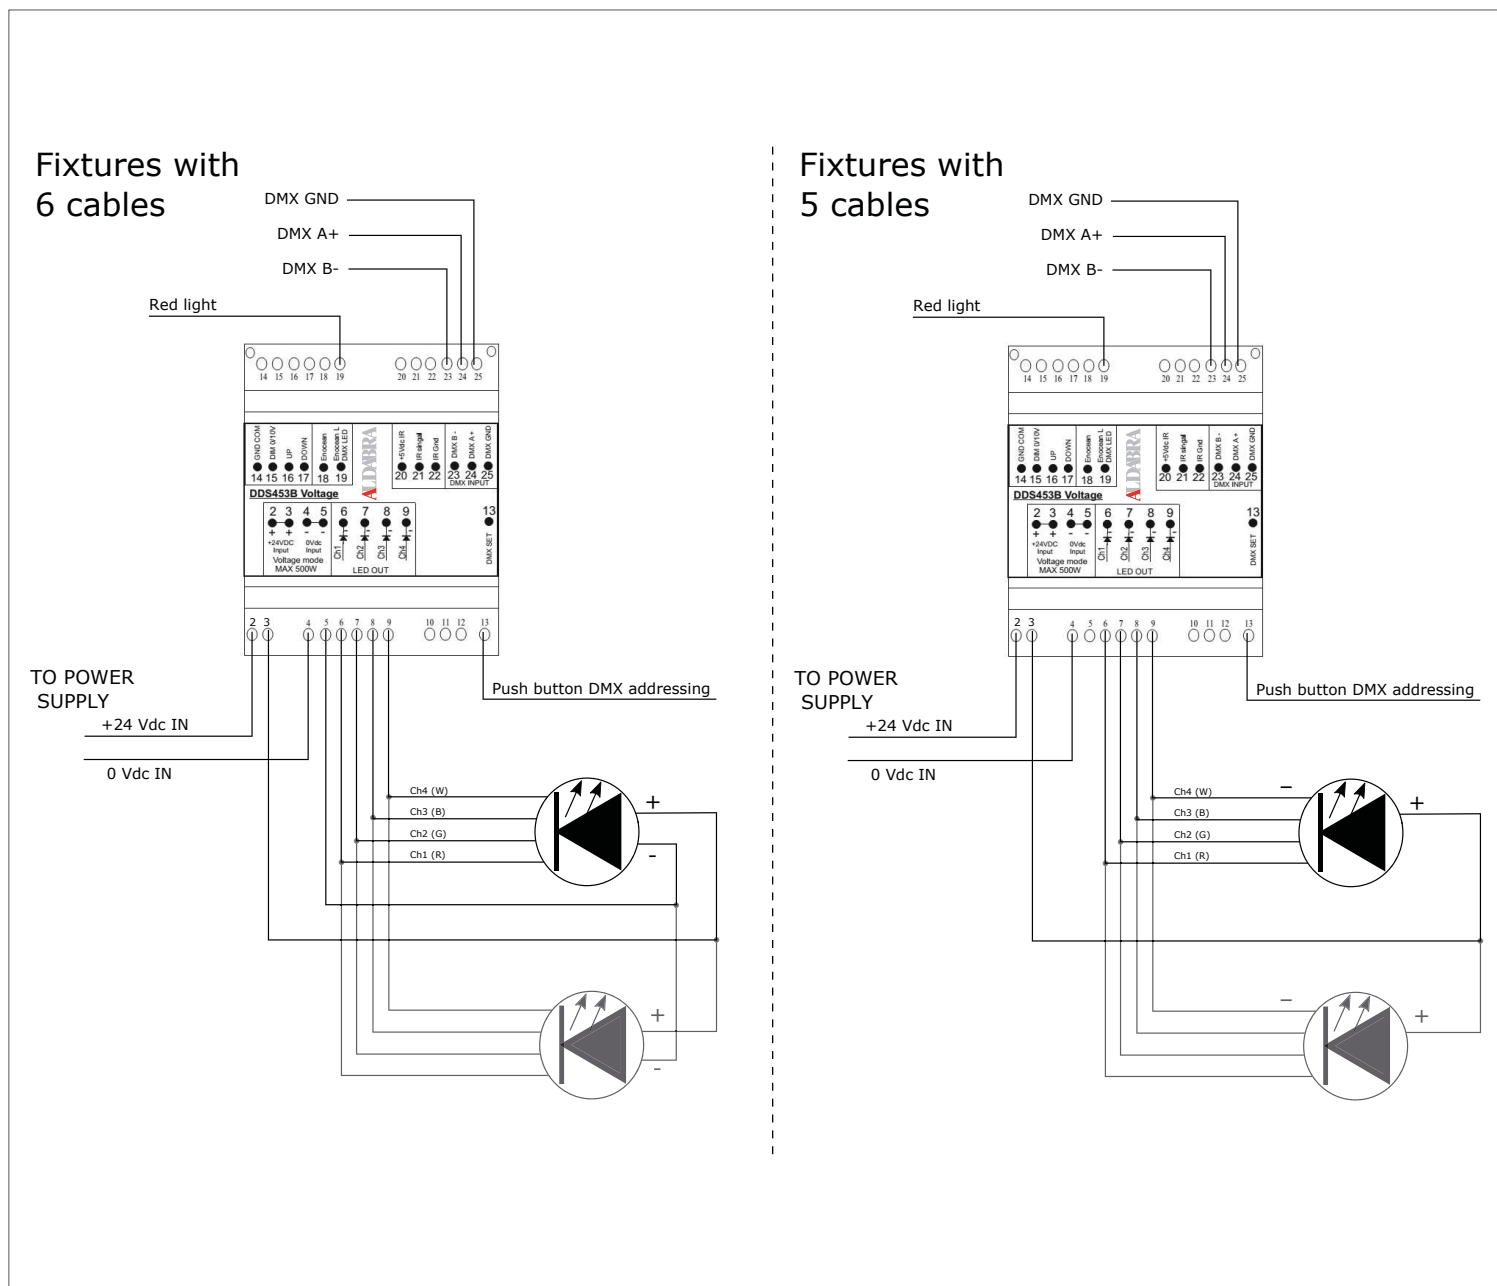 Fixtures with
6 cables
DMX GND
DMX A+
DMX B-
Red light
14 15 16 17 18 19 20 21 22 23 24 25
GND COM
DIM 0/10V
UP
DOWN
Enocean
Enocean L
DMX LED
ALDABRA
+5Vdc IR
IR singal
IR Gnd
DMX B -
DMX A+
DMX GND
14 15 16 17 18 19 20 21 22 23 24 25
DMX INPUT
DDS453B Voltage
2 3 4 5 6 7 8 9 13
+ + - - - - - -
+24VDC
Input
0Vdc
Input
Voltage mode
MAX 500W
Ch1
Ch2
Ch3
Ch4
LED OUT
DMX SET
2 3 4 5 6 7 8 9 10 11 12 13
TO POWER
SUPPLY
Push button DMX addressing
+24 Vdc IN
0 Vdc IN
Ch4 (W)
Ch3 (B)
Ch2 (G)
Ch1 (R)
+
-
+
-
Fixtures with
5 cables
DMX GND
DMX A+
DMX B-
Red light
14 15 16 17 18 19 20 21 22 23 24 25
GND COM
DIM 0/10V
UP
DOWN
Enocean
Enocean L
DMX LED
ALDABRA
+5Vdc IR
IR singal
IR Gnd
DMX B -
DMX A+
DMX GND
14 15 16 17 18 19 20 21 22 23 24 25
DMX INPUT
DDS453B Voltage
2 3 4 5 6 7 8 9 13
+ + - - - - - -
+24VDC
Input
0Vdc
Input
Voltage mode
MAX 500W
Ch1
Ch2
Ch3
Ch4
LED OUT
DMX SET
2 3 4 5 6 7 8 9 10 11 12 13
TO POWER
SUPPLY
Push button DMX addressing
+24 Vdc IN
0 Vdc IN
Ch4 (W)
Ch3 (B)
Ch2 (G)
Ch1 (R)
−
+
−
+